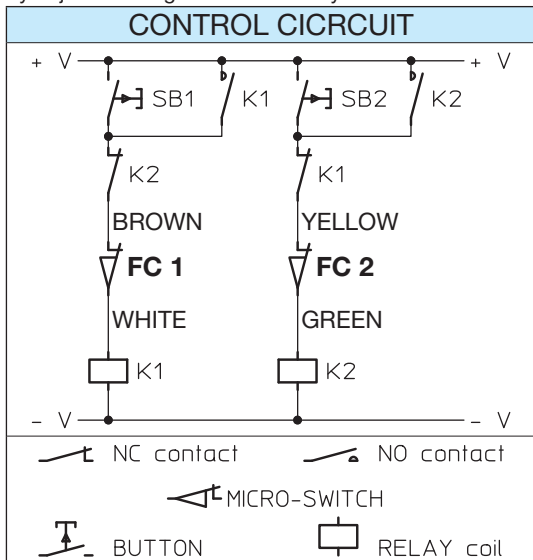 CONTROL CICRCUIT
+ V + V
SB1 K1 SB2 K2
K2 K1
BROWN YELLOW
FC 1 FC 2
WHITE GREEN
K1 K2
- V - V
NC contact NO contact
MICRO-SWITCH
BUTTON RELAY coil